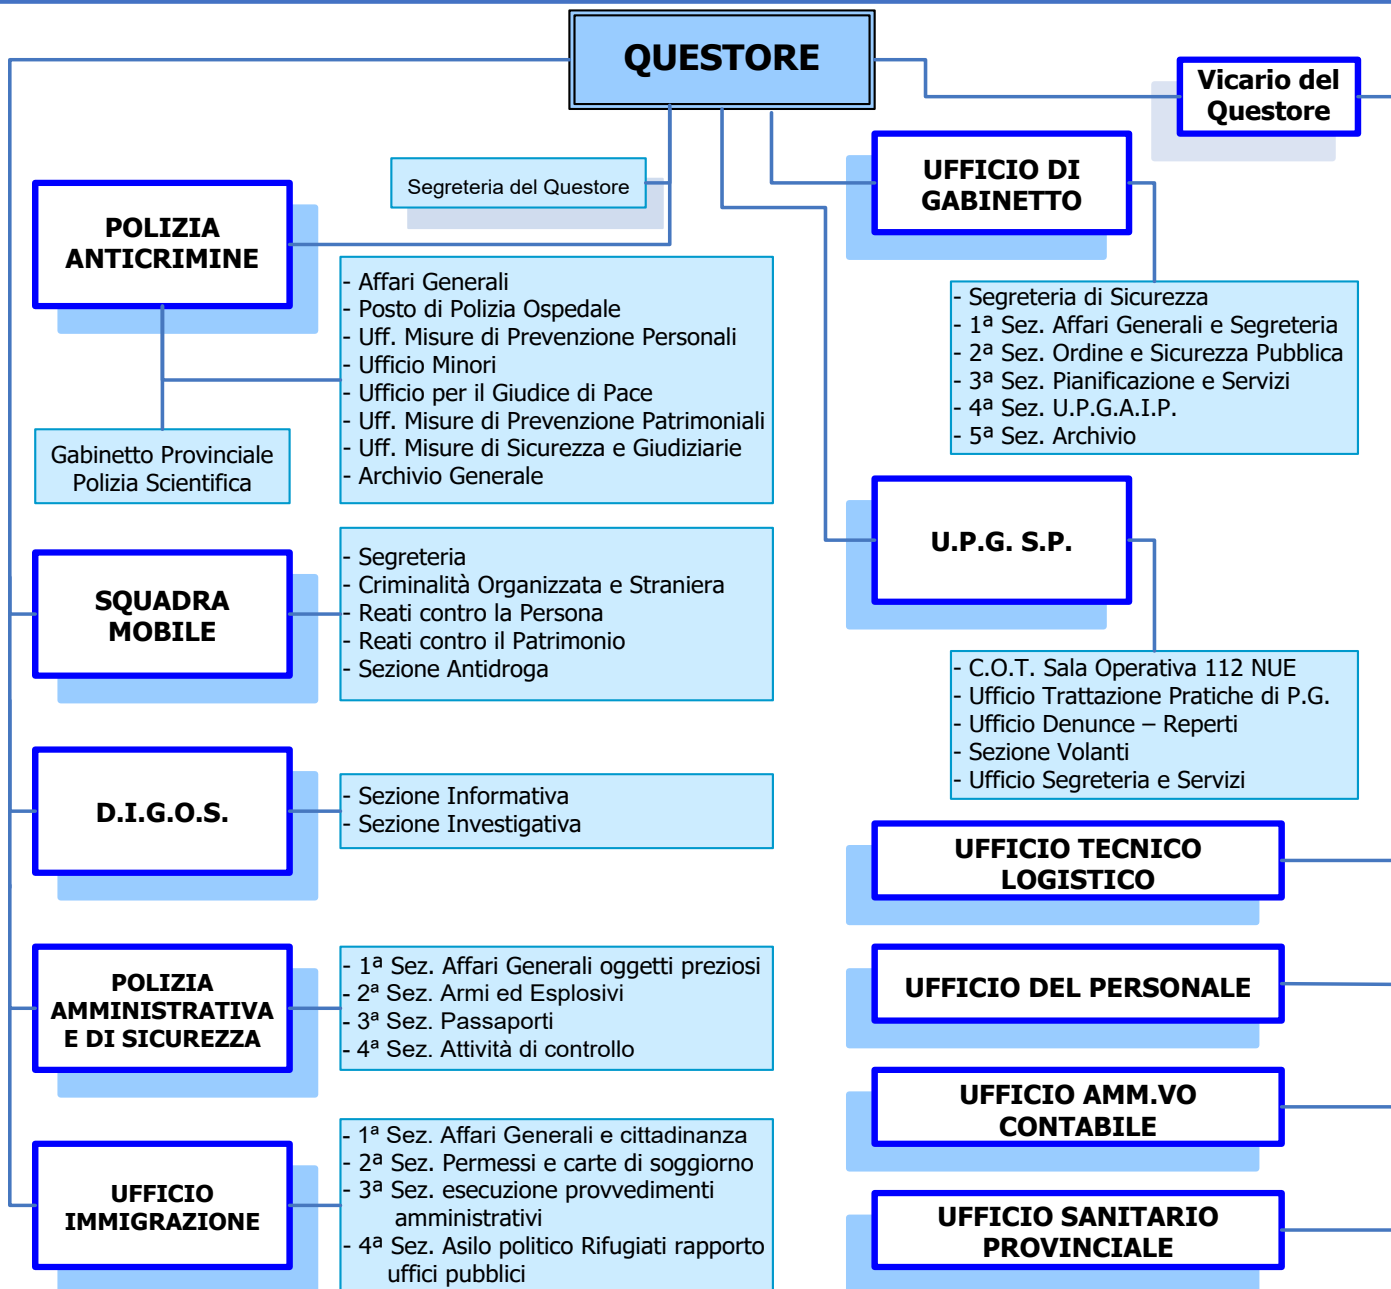 QUESTORE
Vicario del
Questore
Segreteria del Questore
UFFICIO DI
GABINETTO
- Segreteria di Sicurezza
- 1ª Sez. Affari Generali e Segreteria
- 2ª Sez. Ordine e Sicurezza Pubblica
- 3ª Sez. Pianificazione e Servizi
- 4ª Sez. U.P.G.A.I.P.
- 5ª Sez. Archivio
POLIZIA
ANTICRIMINE
- Affari Generali
- Posto di Polizia Ospedale
- Uff. Misure di Prevenzione Personali
- Ufficio Minori
- Ufficio per il Giudice di Pace
- Uff. Misure di Prevenzione Patrimoniali
- Uff. Misure di Sicurezza e Giudiziarie
- Archivio Generale
Gabinetto Provinciale
Polizia Scientifica
U.P.G. S.P.
- C.O.T. Sala Operativa 112 NUE
- Ufficio Trattazione Pratiche di P.G.
- Ufficio Denunce – Reperti
- Sezione Volanti
- Ufficio Segreteria e Servizi
SQUADRA
MOBILE
- Segreteria
- Criminalità Organizzata e Straniera
- Reati contro la Persona
- Reati contro il Patrimonio
- Sezione Antidroga
D.I.G.O.S.
- Sezione Informativa
- Sezione Investigativa
UFFICIO TECNICO
LOGISTICO
POLIZIA
AMMINISTRATIVA
E DI SICUREZZA
- 1ª Sez. Affari Generali oggetti preziosi
- 2ª Sez. Armi ed Esplosivi
- 3ª Sez. Passaporti
- 4ª Sez. Attività di controllo
UFFICIO DEL PERSONALE
UFFICIO AMM.VO
CONTABILE
UFFICIO
IMMIGRAZIONE
- 1ª Sez. Affari Generali e cittadinanza
- 2ª Sez. Permessi e carte di soggiorno
- 3ª Sez. esecuzione provvedimenti
amministrativi
- 4ª Sez. Asilo politico Rifugiati rapporto
uffici pubblici
UFFICIO SANITARIO
PROVINCIALE